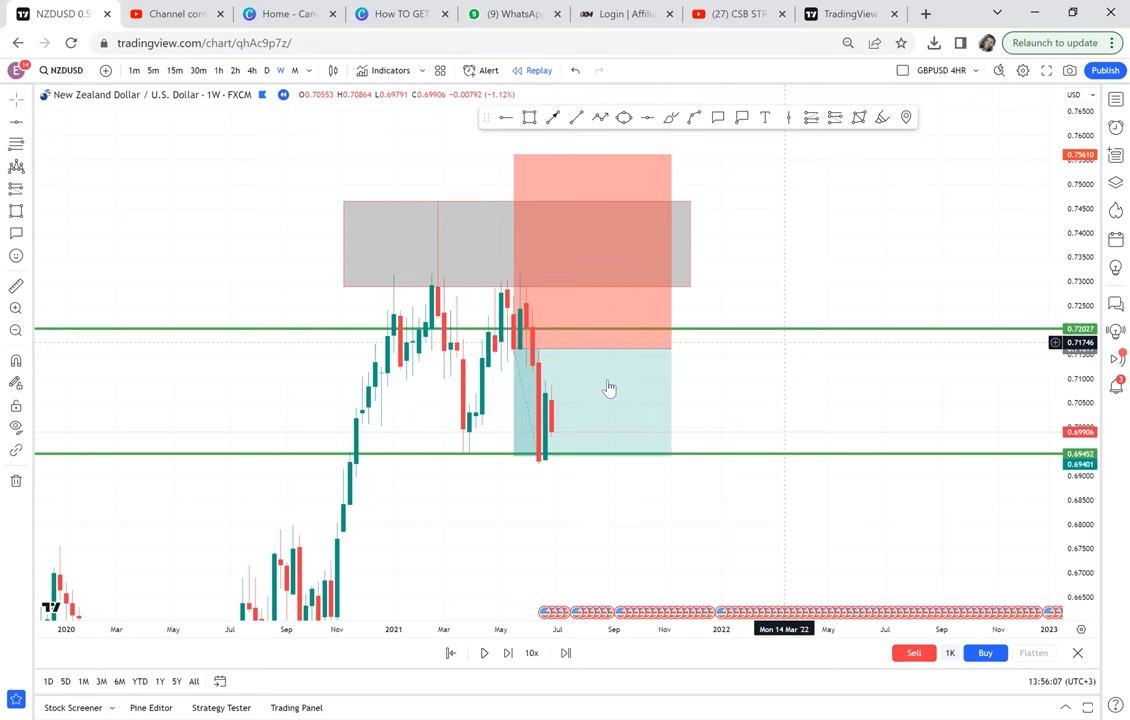 NZDUSD 0.5
Channel con
Home - Can
How TO GET
(9) WhatsApp
Login | Affilia
(27) CSB STR
TradingView
tradingview.com/chart/qhAc9p7z/
Relaunch to update
E 14 NZDUSD 1m 5m 15m 30m 1h 2h 4h D W M Indicators Alert Replay GBPUSD 4HR Publish
New Zealand Dollar / U.S. Dollar · 1W · FXCM O0.70553 H0.70864 L0.69791 C0.69906 -0.00792 (-1.12%)
USD
0.76500
0.76000
0.75610
0.75000
0.74500
0.74000
0.73500
0.73000
0.72500
0.72027
0.71746
0.71000
0.70500
0.69906
0.69452
0.69401
0.69000
0.68500
0.68000
0.67500
0.67000
0.66500
3
2020 Mar May Jul Sep Nov 2021 Mar May Jul Sep Nov 2022 Mon 14 Mar '22 May Jul Sep Nov 2023
10x Sell 1K Buy Flatten
1D 5D 1M 3M 6M YTD 1Y 5Y All 13:56:07 (UTC+3)
Stock Screener Pine Editor Strategy Tester Trading Panel